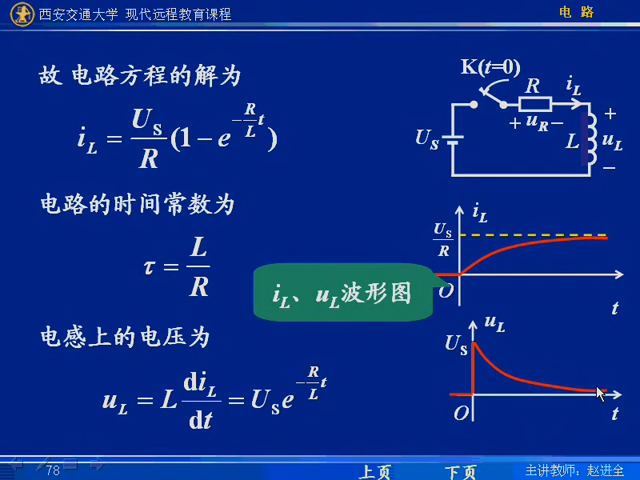 西安交通大学 现代远程教育课程
电 路
故 电路方程的解为
i_L = U_S/R (1 − e^{−(R/L)t})
K(t=0)
R
i_L
+ u_R −
U_S
L
+
u_L
−
电路的时间常数为
τ = L/R
i_L
U_S/R
O
t
i_L、u_L波形图
电感上的电压为
u_L = L di_L/dt = U_S e^{−(R/L)t}
u_L
U_S
O
t
78
上页
下页
主讲教师：赵进全